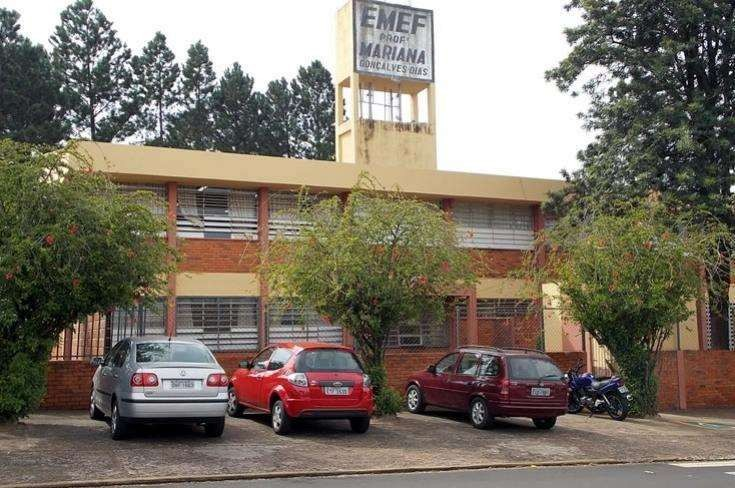 EMEF
PROFª
MARIANA
GONÇALVES DIAS